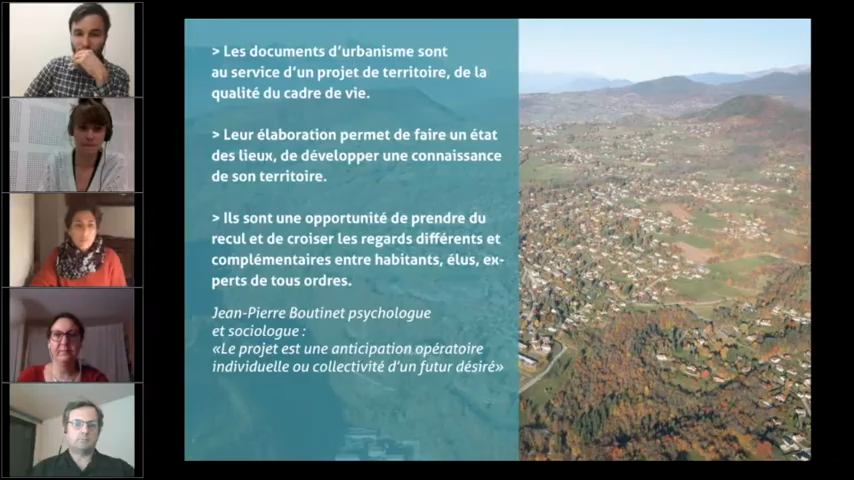 > Les documents d'urbanisme sont
au service d'un projet de territoire, de la
qualité du cadre de vie.
> Leur élaboration permet de faire un état
des lieux, de développer une connaissance
de son territoire.
> Ils sont une opportunité de prendre du
recul et de croiser les regards différents et
complémentaires entre habitants, élus, ex-
perts de tous ordres.
Jean-Pierre Boutinet psychologue
et sociologue :
«Le projet est une anticipation opératoire
individuelle ou collectivité d'un futur désiré»